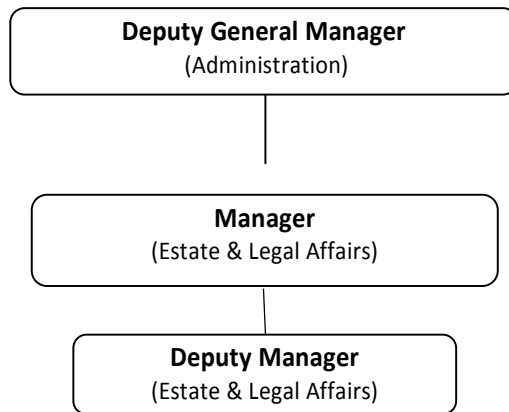 Deputy General Manager
(Administration)
Manager
(Estate & Legal Affairs)
Deputy Manager
(Estate & Legal Affairs)